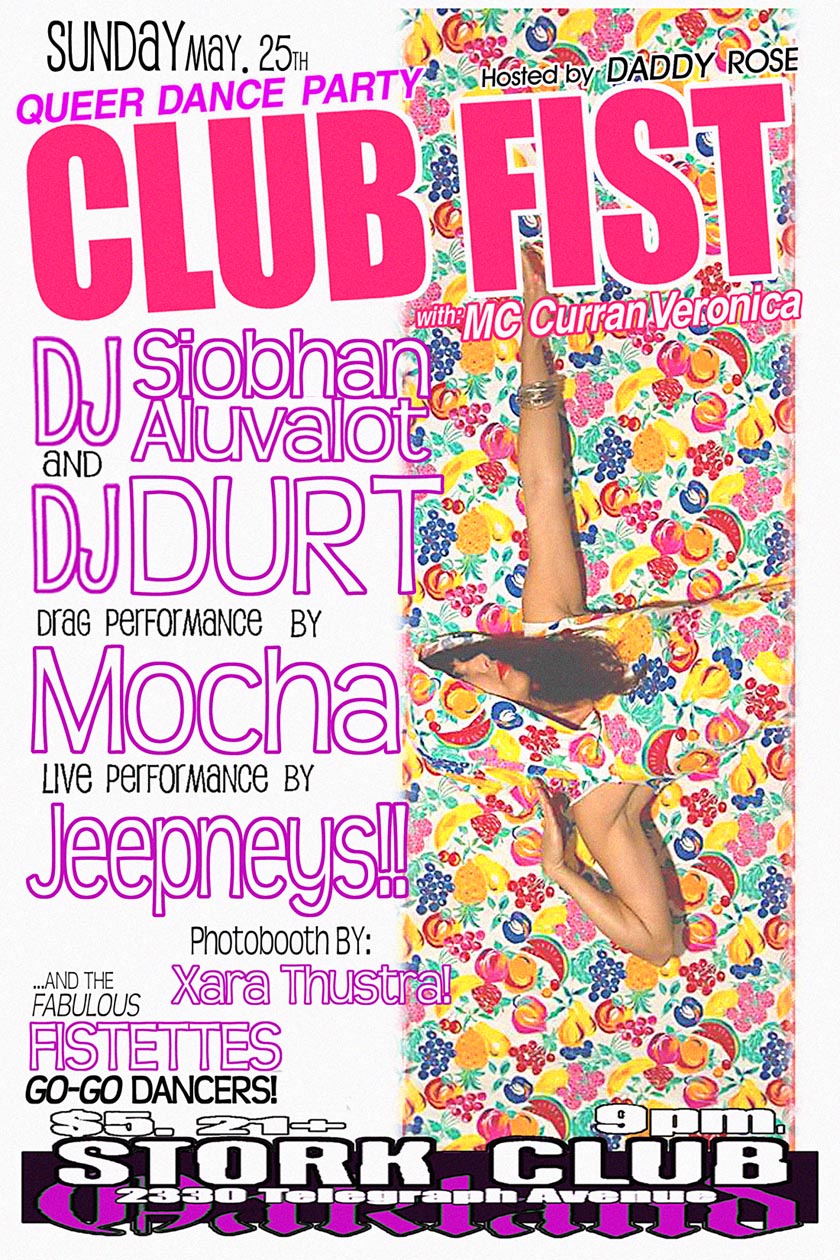 SUNDAY MAY. 25TH
Hosted by DADDY ROSE
QUEER DANCE PARTY
CLUB FIST
with: MC Curran Veronica
DJ Siobhan
Aluvalot
AND
DJ DURT
DRAG PERFORMANCE BY
Mocha
LIVE PERFORMANCE BY
Jeepneys!!
Photobooth BY:
Xara Thustra!
...AND THE
FABULOUS
FISTETTES
GO-GO DANCERS!
$5. 21+
9pm.
STORK CLUB
2330 Telegraph Avenue
Oakland